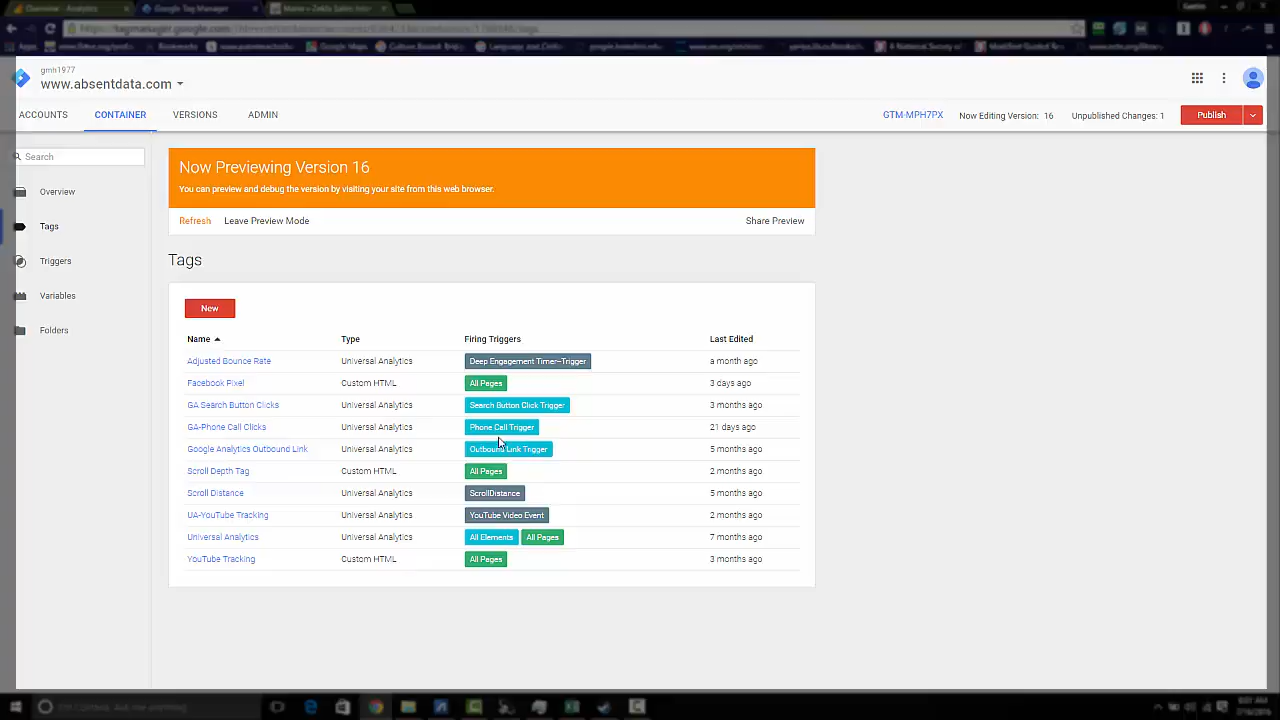 Google Tag Manager
gmh1977
www.absentdata.com
ACCOUNTS CONTAINER VERSIONS ADMIN GTM-MPH7PX Now Editing Version: 16 Unpublished Changes: 1 Publish
Search
Overview
Tags
Triggers
Variables
Folders
Now Previewing Version 16
You can preview and debug the version by visiting your site from this web browser.
Refresh Leave Preview Mode Share Preview
Tags
New
Name Type Firing Triggers Last Edited
Adjusted Bounce Rate Universal Analytics Deep Engagement Timer–Trigger a month ago
Facebook Pixel Custom HTML All Pages 3 days ago
GA Search Button Clicks Universal Analytics Search Button Click Trigger 3 months ago
GA-Phone Call Clicks Universal Analytics Phone Call Trigger 21 days ago
Google Analytics Outbound Link Universal Analytics Outbound Link Trigger 5 months ago
Scroll Depth Tag Custom HTML All Pages 2 months ago
Scroll Distance Universal Analytics ScrollDistance 5 months ago
UA-YouTube Tracking Universal Analytics YouTube Video Event 2 months ago
Universal Analytics Universal Analytics All Elements All Pages 7 months ago
YouTube Tracking Custom HTML All Pages 3 months ago